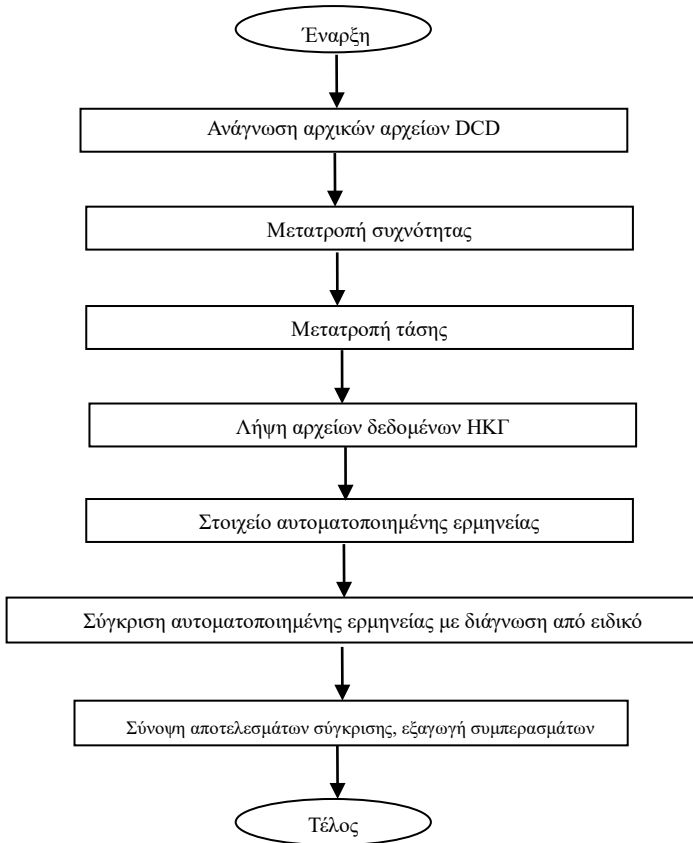 Έναρξη
Ανάγνωση αρχικών αρχείων DCD
Μετατροπή συχνότητας
Μετατροπή τάσης
Λήψη αρχείων δεδομένων ΗΚΓ
Στοιχείο αυτοματοποιημένης ερμηνείας
Σύγκριση αυτοματοποιημένης ερμηνείας με διάγνωση από ειδικό
Σύνοψη αποτελεσμάτων σύγκρισης, εξαγωγή συμπερασμάτων
Τέλος